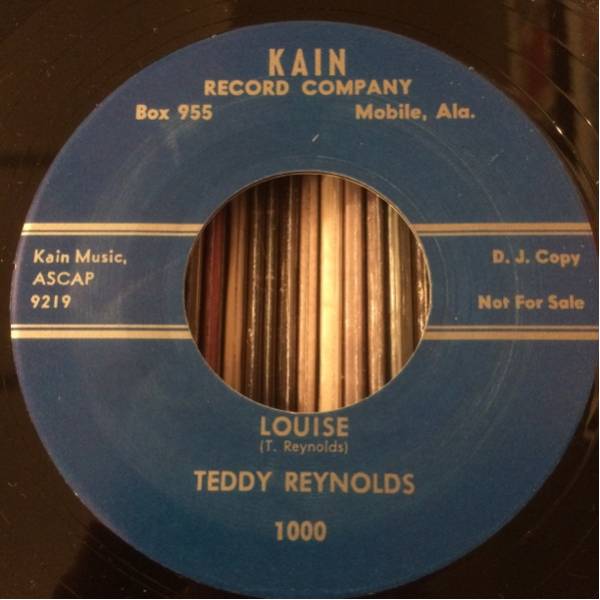 KAIN
RECORD COMPANY
Box 955 Mobile, Ala.
Kain Music,
ASCAP
9219
D. J. Copy
Not For Sale
LOUISE
(T. Reynolds)
TEDDY REYNOLDS
1000